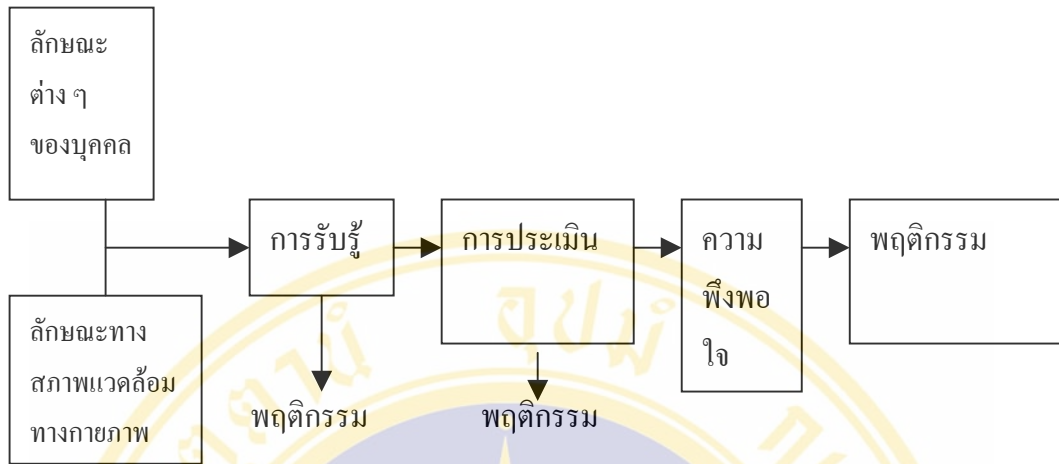 ลักษณะ
ต่าง ๆ
ของบุคคล
การรับรู้
การประเมิน
ความ
พึงพอ
ใจ
พฤติกรรม
ลักษณะทาง
สภาพแวดล้อม
ทางกายภาพ
พฤติกรรม
พฤติกรรม